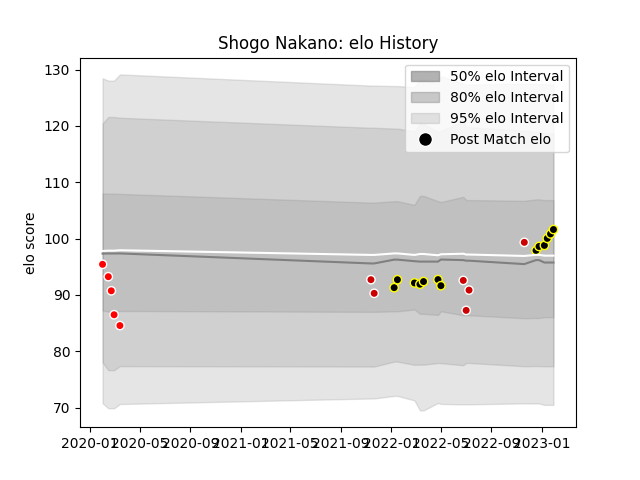 Shogo Nakano: elo History
50% elo Interval
80% elo Interval
95% elo Interval
Post Match elo
elo score
130
120
110
100
90
80
70
2020-01 2020-05 2020-09 2021-01 2021-05 2021-09 2022-01 2022-05 2022-09 2023-01